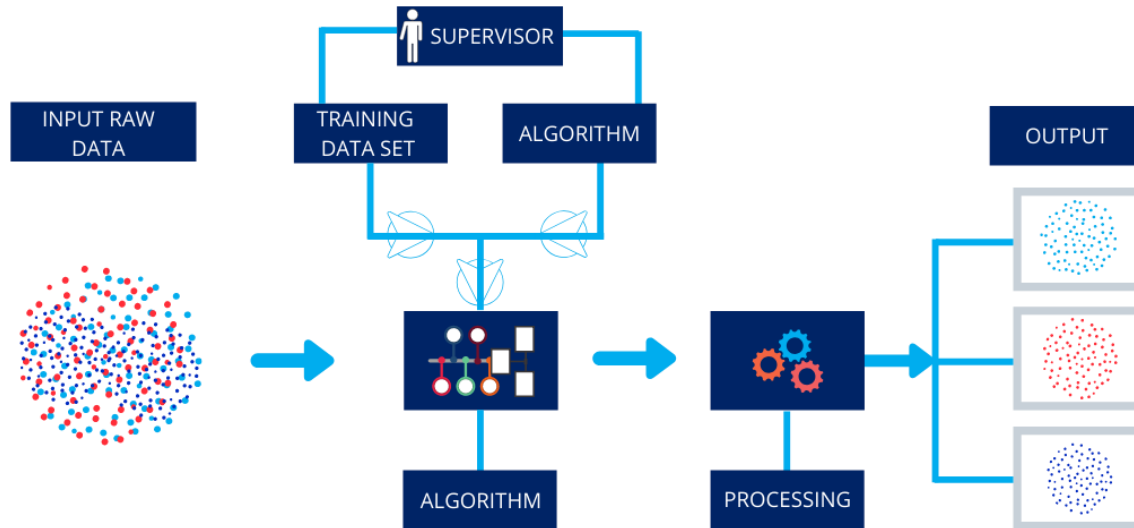 SUPERVISOR
INPUT RAW
DATA
TRAINING
DATA SET
ALGORITHM
OUTPUT
ALGORITHM
PROCESSING